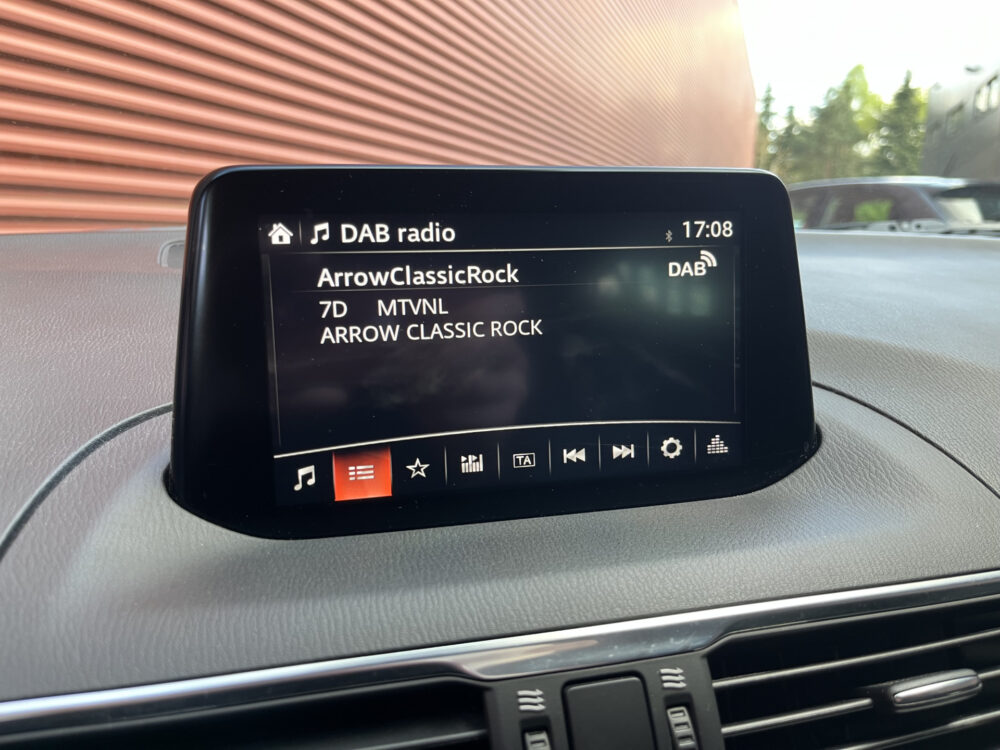 DAB radio 17:08
ArrowClassicRock DAB
7D MTVNL
ARROW CLASSIC ROCK
TA